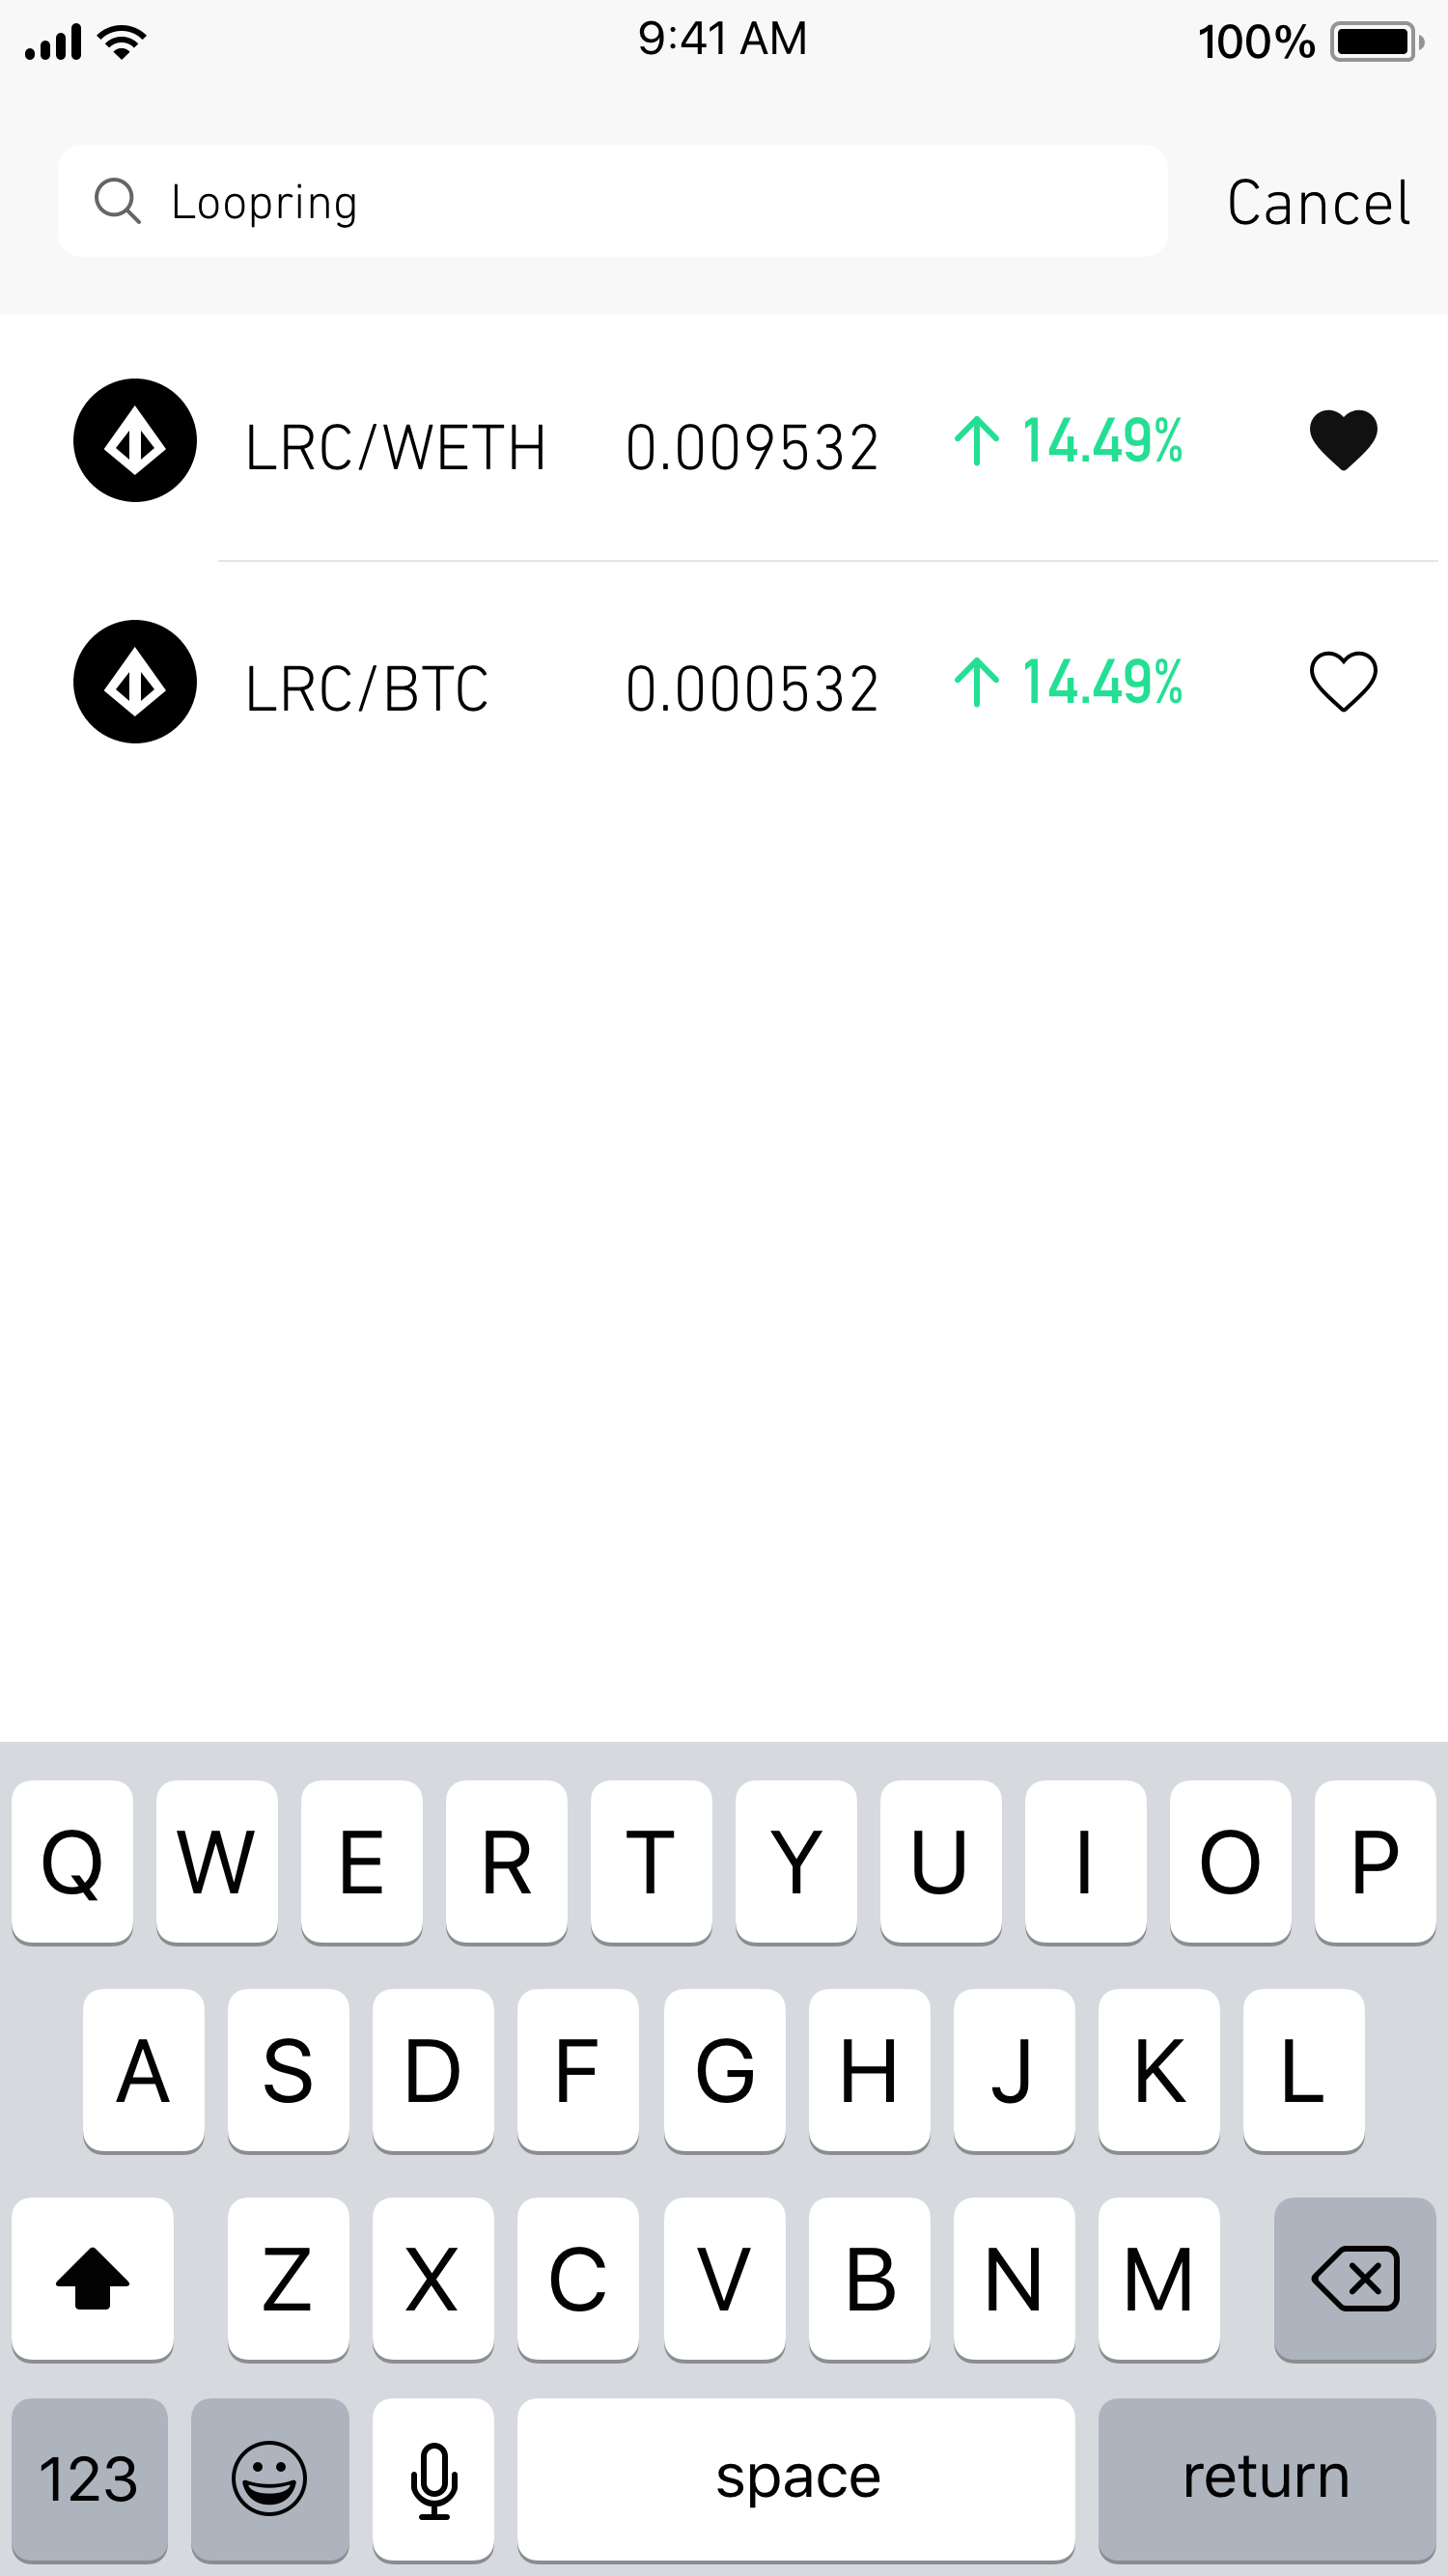 9:41 AM 100%
Loopring Cancel
LRC/WETH 0.009532 14.49%
LRC/BTC 0.000532 14.49%
Q W E R T Y U I O P
A S D F G H J K L
Z X C V B N M
123 space return